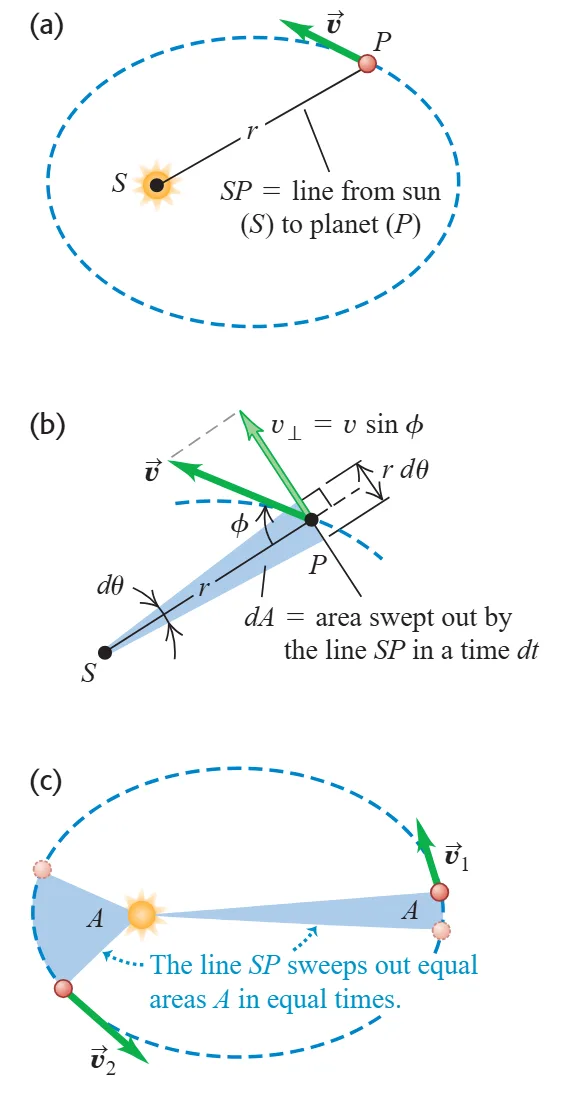 (a)
v⃗
P
r
S
SP = line from sun
(S) to planet (P)
(b)
v⊥ = v sin ϕ
v⃗
r dθ
ϕ
P
dθ
r
dA = area swept out by
the line SP in a time dt
S
(c)
v⃗₁
A
A
The line SP sweeps out equal
areas A in equal times.
v⃗₂